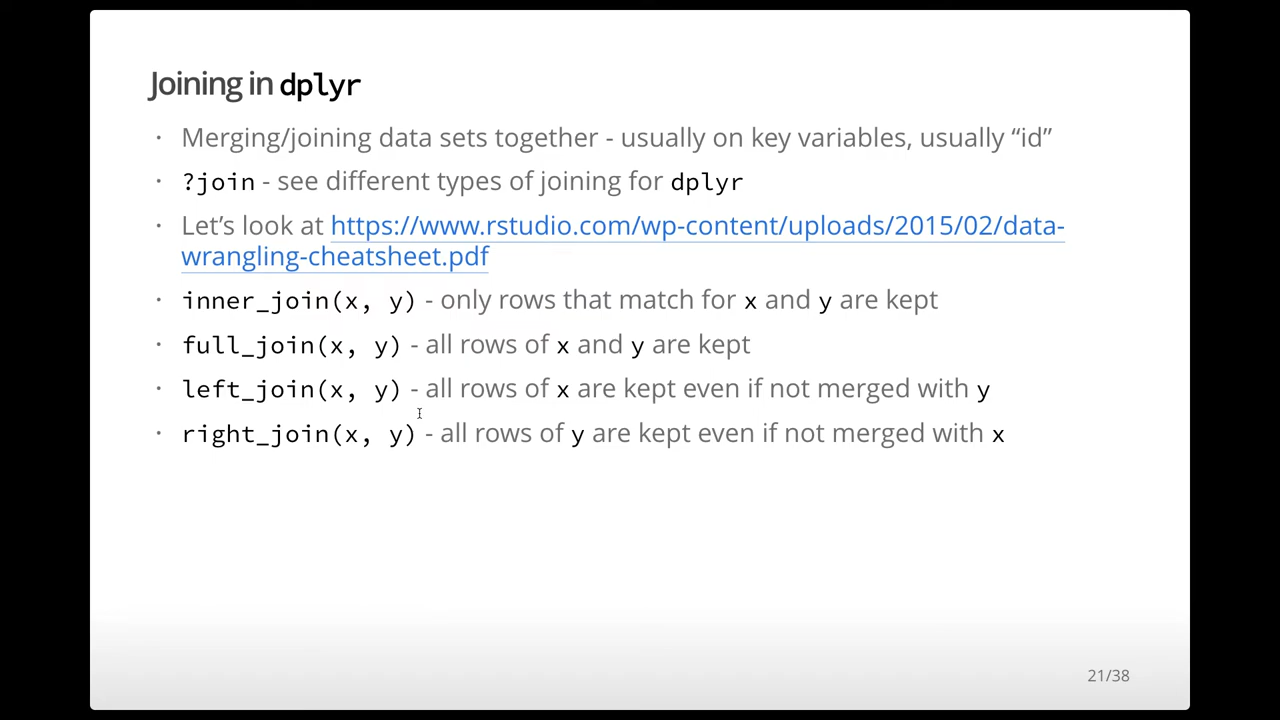 Joining in dplyr
· Merging/joining data sets together - usually on key variables, usually “id”
· ?join - see different types of joining for dplyr
· Let’s look at https://www.rstudio.com/wp-content/uploads/2015/02/data-
wrangling-cheatsheet.pdf
· inner_join(x, y) - only rows that match for x and y are kept
· full_join(x, y) - all rows of x and y are kept
· left_join(x, y) - all rows of x are kept even if not merged with y
· right_join(x, y) - all rows of y are kept even if not merged with x
21/38